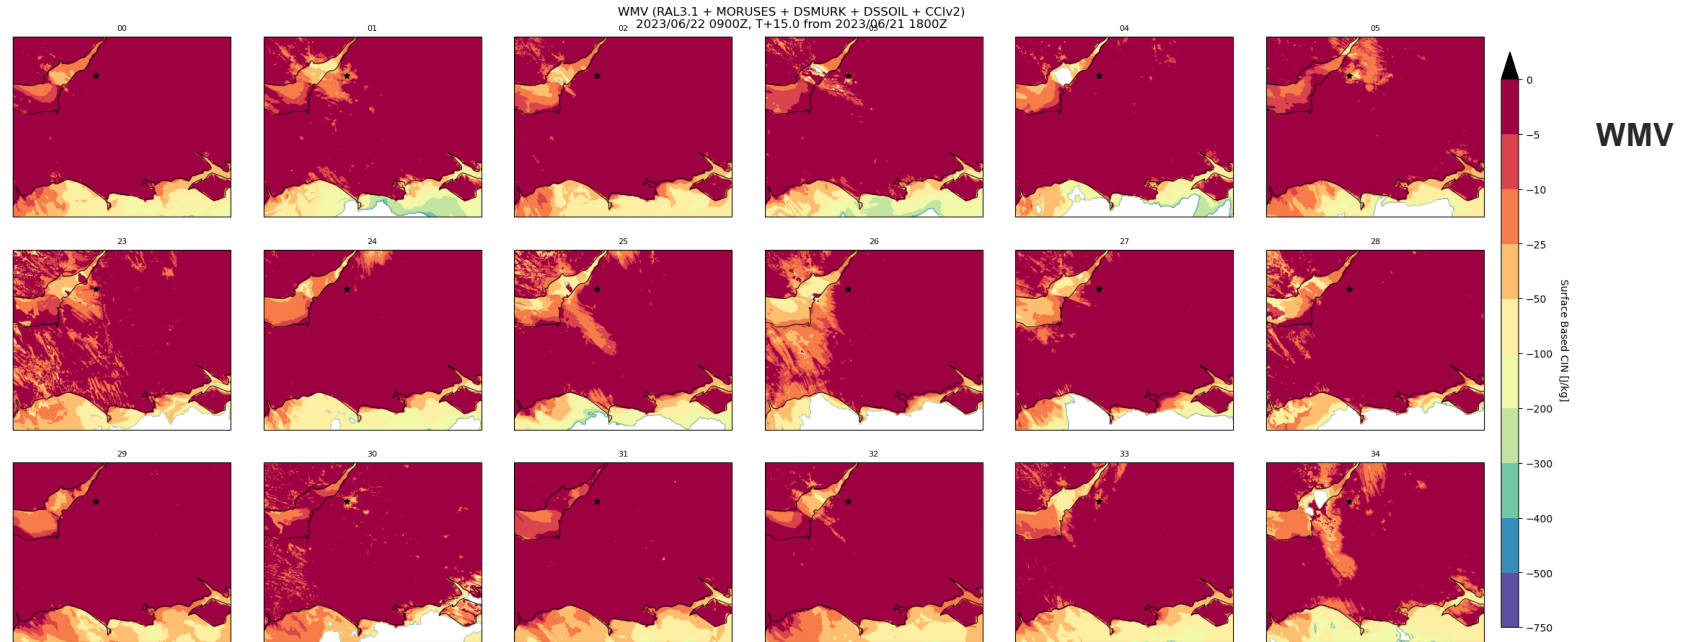 WMV (RAL3.1 + MORUSES + DSMURK + DSSOIL + CCIv2)
2023/06/22 0900Z, T+15.0 from 2023/06/21 1800Z
00 01 02 03 04 05
23 24 25 26 27 28
29 30 31 32 33 34
0
−5
−10
−25
−50
−100
−200
−300
−400
−500
−750
Surface Based CIN [J/kg]
WMV